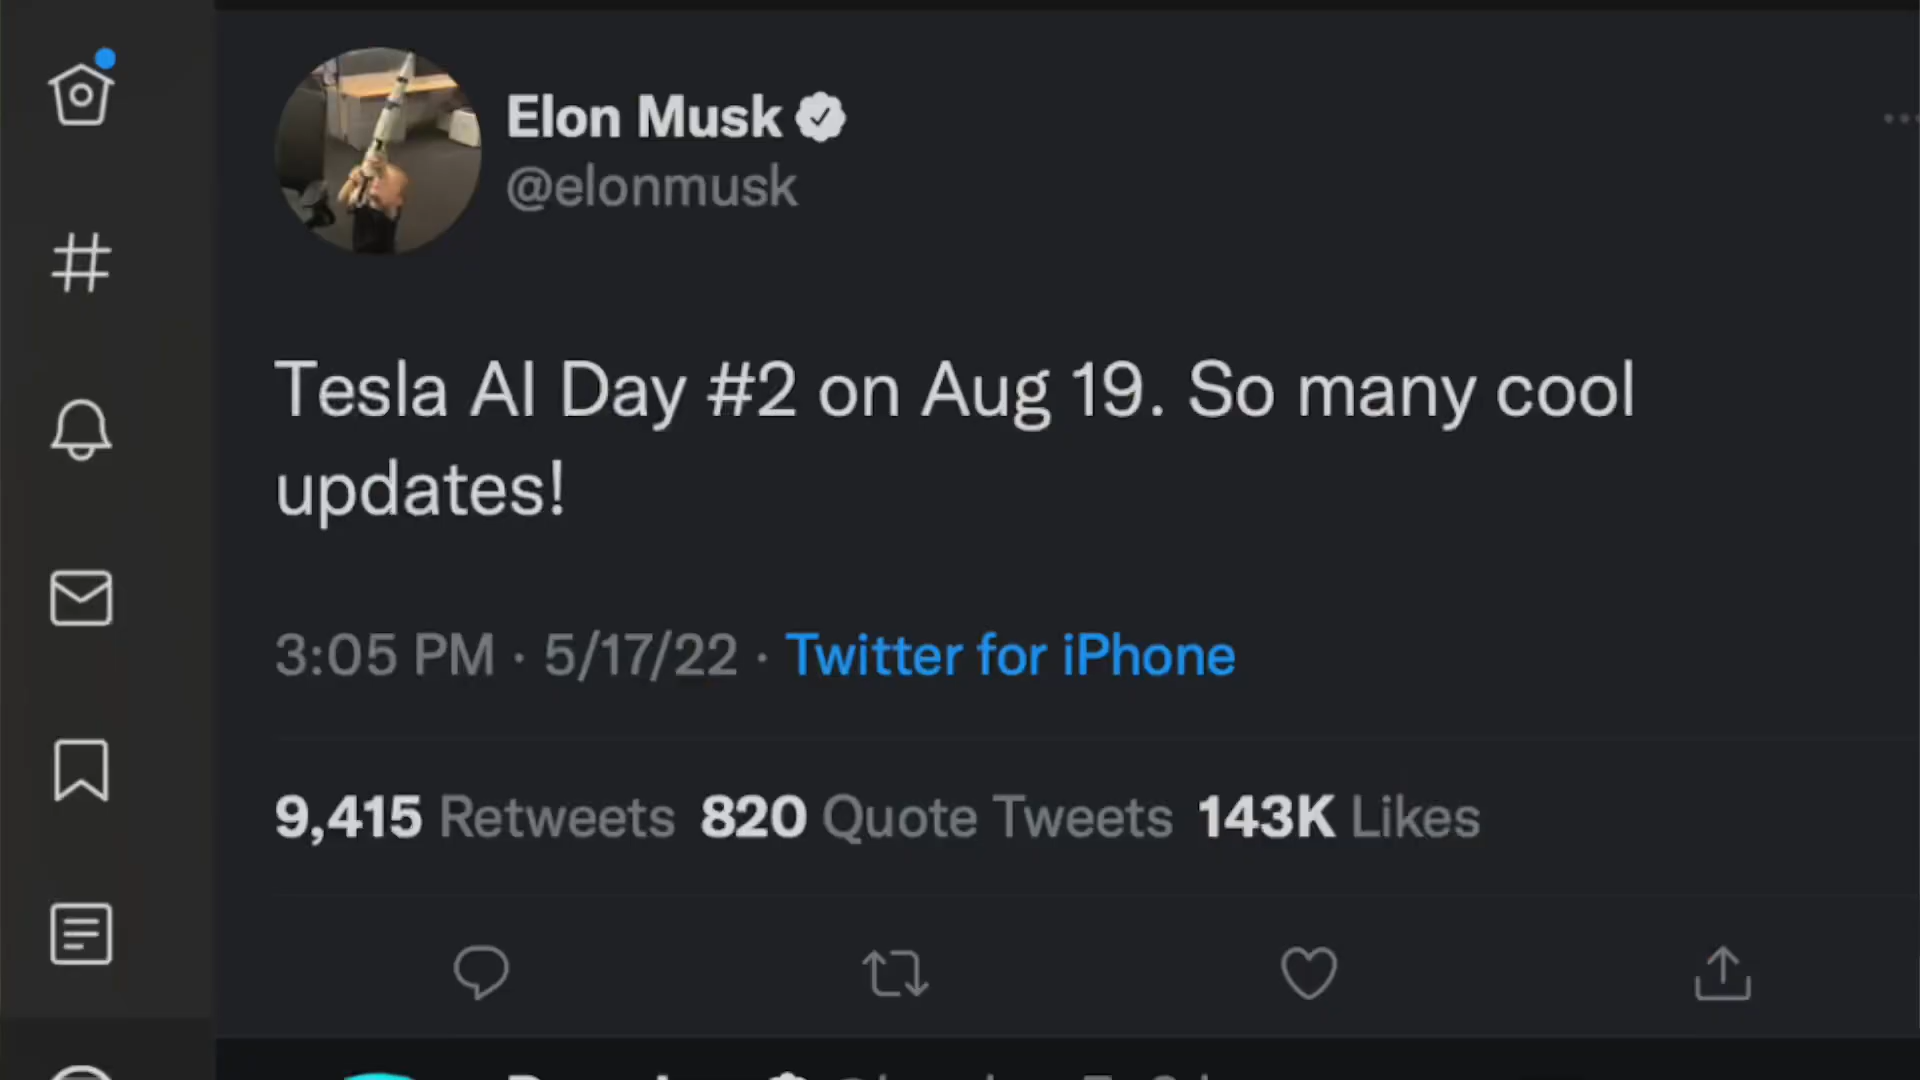 Elon Musk
@elonmusk
Tesla AI Day #2 on Aug 19. So many cool
updates!
3:05 PM · 5/17/22 · Twitter for iPhone
9,415 Retweets 820 Quote Tweets 143K Likes